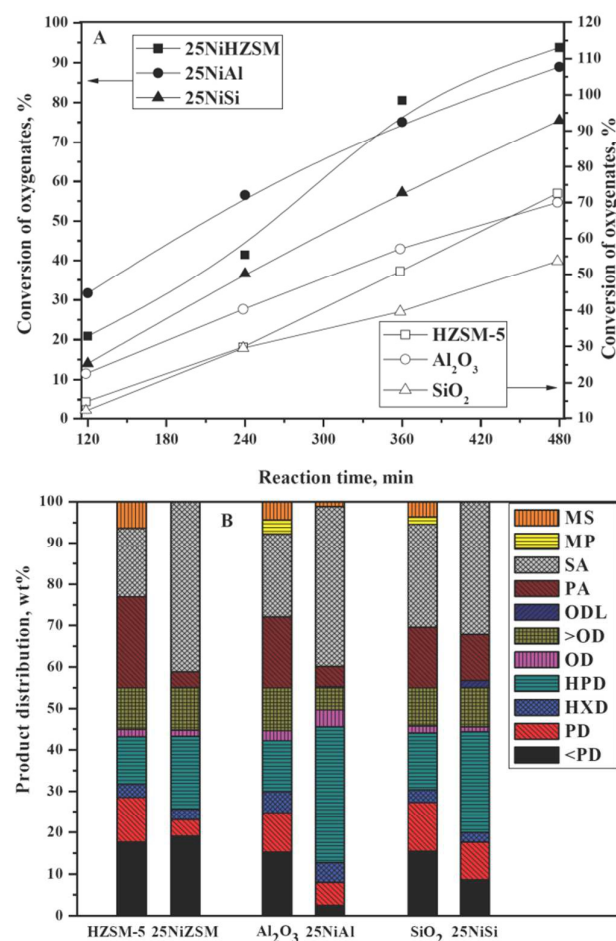 A
25NiHZSM
25NiAl
25NiSi
HZSM-5
Al₂O₃
SiO₂
Conversion of oxygenates, %
100
90
80
70
60
50
40
30
20
10
0
Conversion of oxygenates, %
120
110
100
90
80
70
60
50
40
30
20
10
120 180 240 300 360 420 480
Reaction time, min
B
Product distribution, wt%
100
90
80
70
60
50
40
30
20
10
0
MS
MP
SA
PA
ODL
>OD
OD
HPD
HXD
PD
<PD
HZSM-5 25NiZSM Al₂O₃ 25NiAl SiO₂ 25NiSi